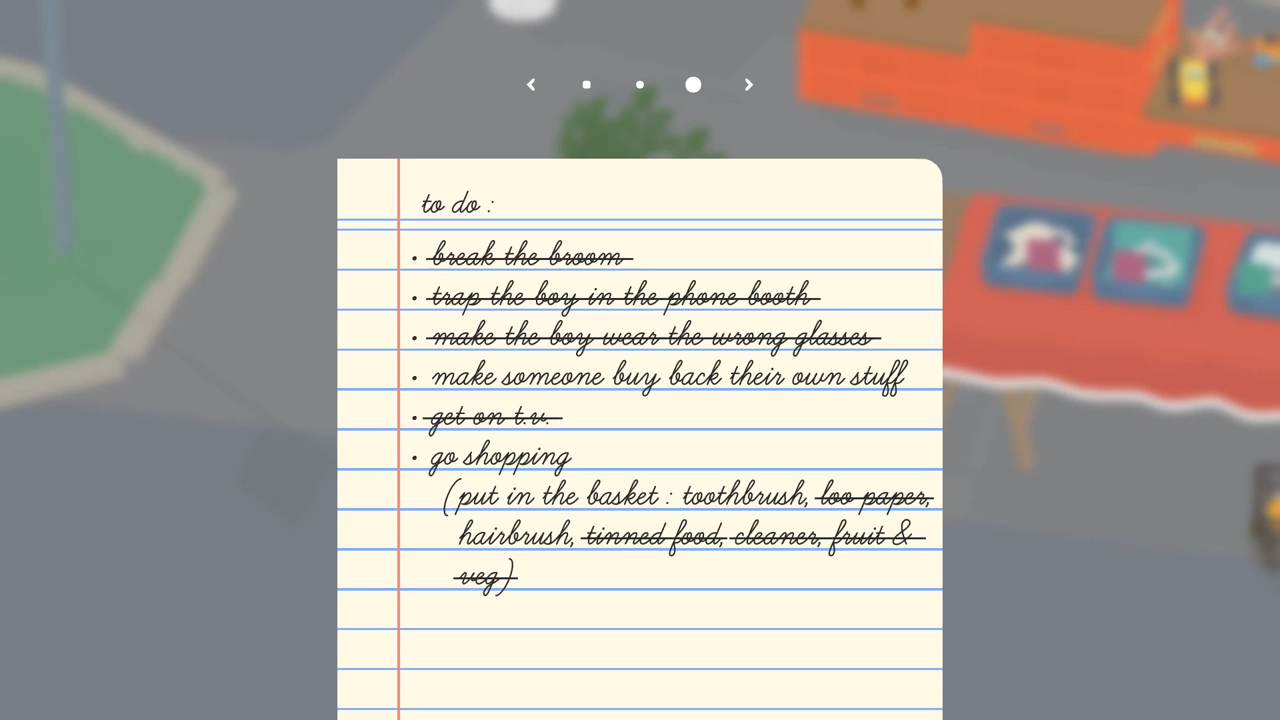 to do :
• break the broom
• trap the boy in the phone booth
• make the boy wear the wrong glasses
• make someone buy back their own stuff
• get on t.v.
• go shopping
(put in the basket : toothbrush, loo paper,
hairbrush, tinned food, cleaner, fruit &
veg)